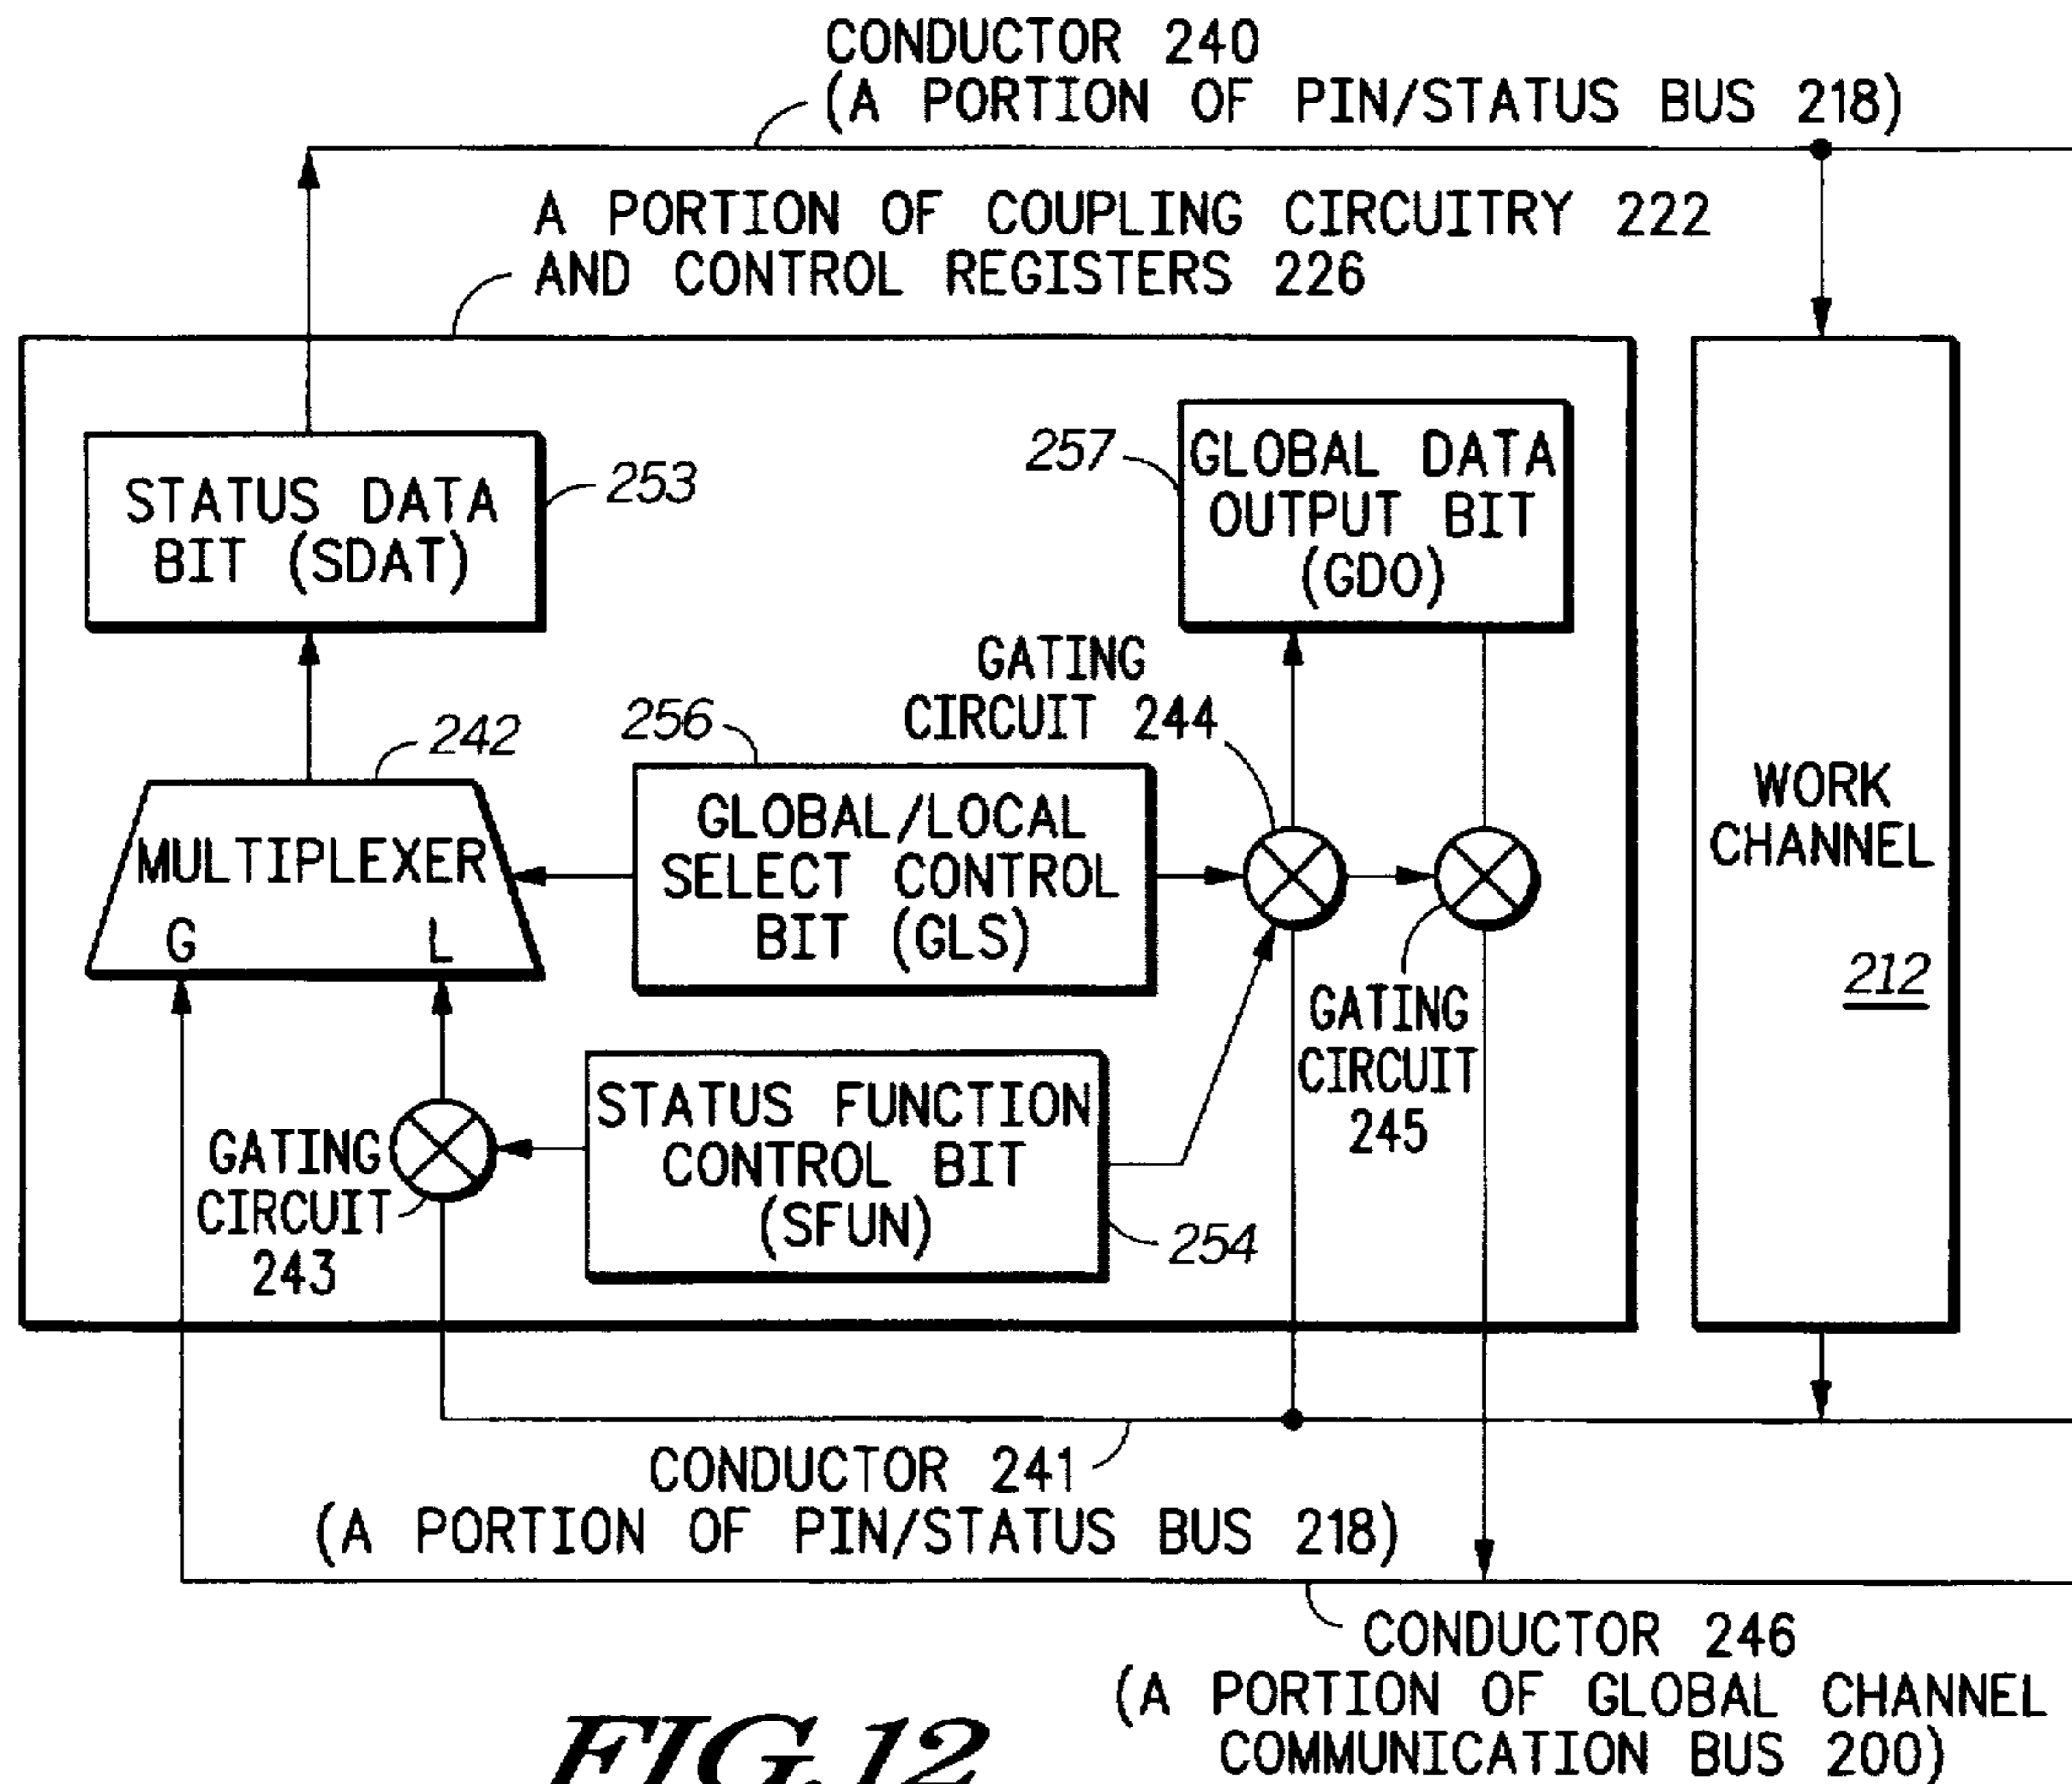 CONDUCTOR 240
(A PORTION OF PIN/STATUS BUS 218)
A PORTION OF COUPLING CIRCUITRY 222
AND CONTROL REGISTERS 226
STATUS DATA
BIT (SDAT)
253
257
GLOBAL DATA
OUTPUT BIT
(GDO)
GATING
CIRCUIT 244
242
256
MULTIPLEXER
G L
GLOBAL/LOCAL
SELECT CONTROL
BIT (GLS)
WORK
CHANNEL
212
GATING
CIRCUIT
245
GATING
CIRCUIT
243
STATUS FUNCTION
CONTROL BIT
(SFUN)
254
CONDUCTOR 241
(A PORTION OF PIN/STATUS BUS 218)
CONDUCTOR 246
(A PORTION OF GLOBAL CHANNEL
COMMUNICATION BUS 200)
FIG.12